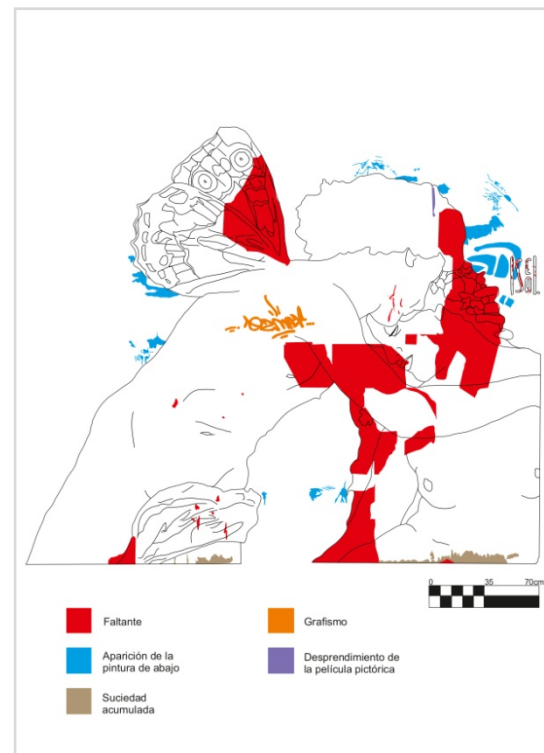 0 35 70cm
Faltante
Grafismo
Aparición de la
pintura de abajo
Desprendimiento de
la película pictórica
Suciedad
acumulada